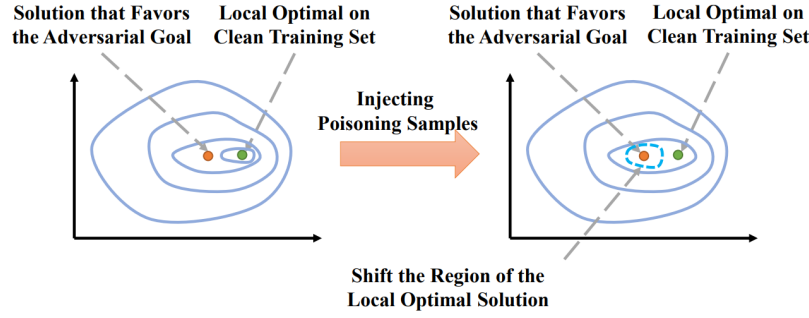 Solution that Favors
the Adversarial Goal
Local Optimal on
Clean Training Set
Injecting
Poisoning Samples
Solution that Favors
the Adversarial Goal
Local Optimal on
Clean Training Set
Shift the Region of the
Local Optimal Solution